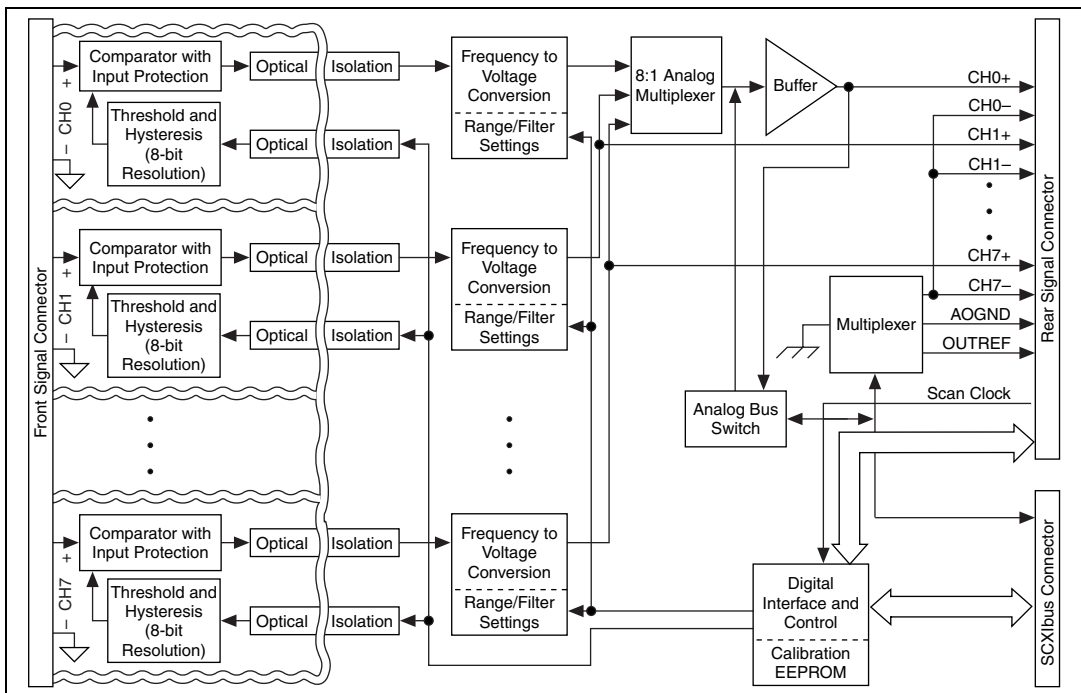 Front Signal Connector
+
– CH0
Comparator with
Input Protection
Threshold and
Hysteresis
(8-bit
Resolution)
Optical Isolation
Optical Isolation
Frequency to
Voltage
Conversion
Range/Filter
Settings
8:1 Analog
Multiplexer
Buffer
+
– CH1
Comparator with
Input Protection
Threshold and
Hysteresis
(8-bit
Resolution)
Optical Isolation
Optical Isolation
Frequency to
Voltage
Conversion
Range/Filter
Settings
+
– CH7
Comparator with
Input Protection
Threshold and
Hysteresis
(8-bit
Resolution)
Optical Isolation
Optical Isolation
Frequency to
Voltage
Conversion
Range/Filter
Settings
Analog Bus
Switch
Multiplexer
Digital
Interface and
Control
Calibration
EEPROM
CH0+
CH0–
CH1+
CH1–
CH7+
CH7–
AOGND
OUTREF
Scan Clock
Rear Signal Connector
SCXIbus Connector